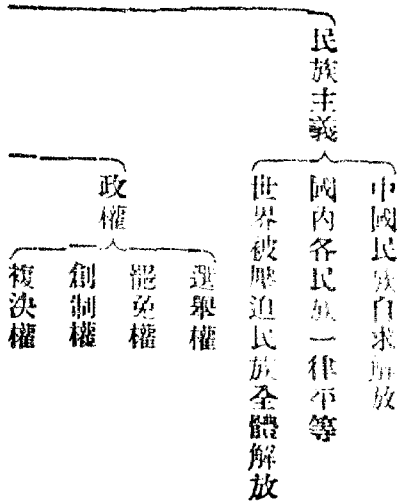 民族主義
中國民族自求解放
國內各民族一律平等
世界被壓迫民族全體解放
政權
選舉權
罷免權
創制權
複決權